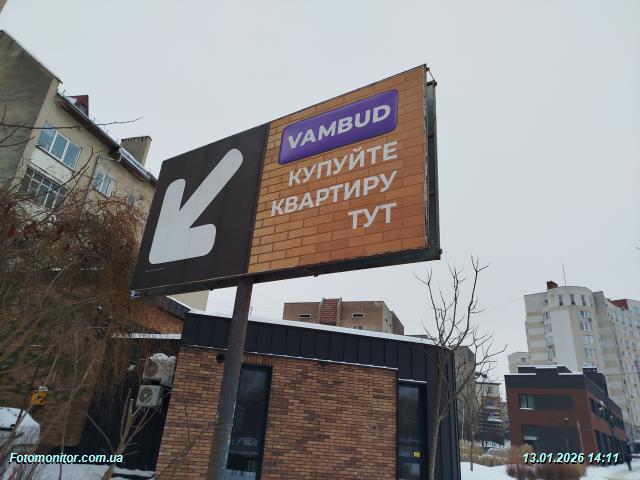 VAMBUD
КУПУЙТЕ
КВАРТИРУ
ТУТ
Fotomonitor.com.ua
13.01.2026 14:11